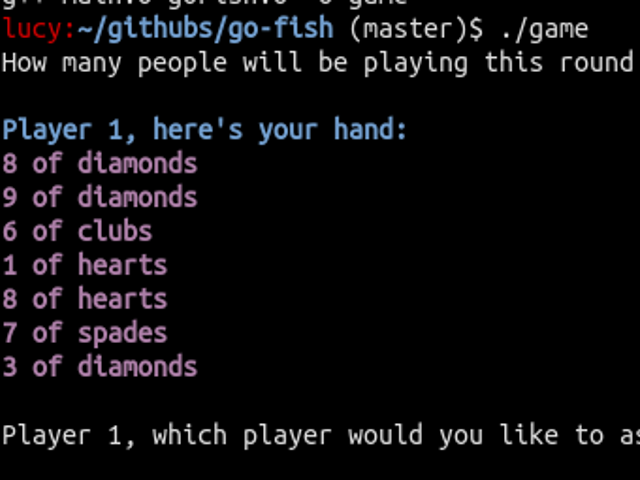 lucy:~/githubs/go-fish (master)$ ./game
How many people will be playing this round
Player 1, here's your hand:
8 of diamonds
9 of diamonds
6 of clubs
1 of hearts
8 of hearts
7 of spades
3 of diamonds
Player 1, which player would you like to